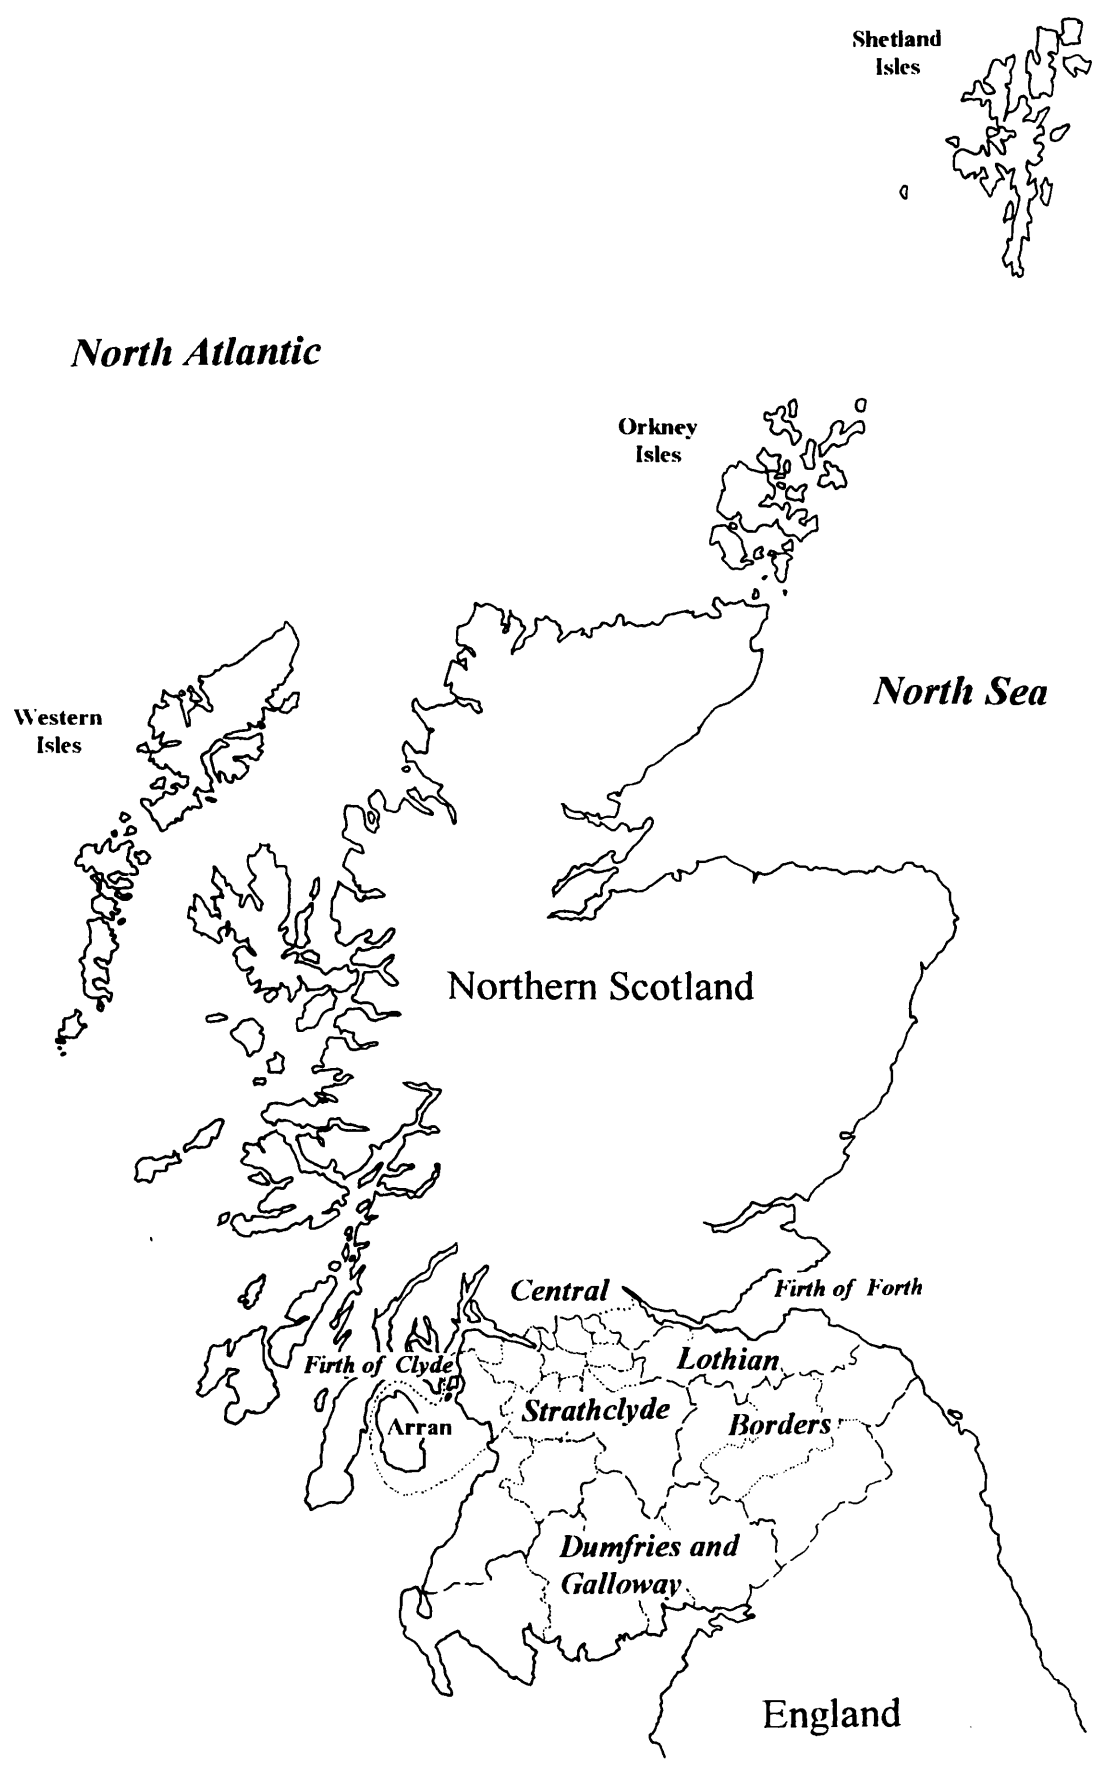 Shetland
Isles
North Atlantic
Orkney
Isles
North Sea
Western
Isles
Northern Scotland
Central
Firth of Forth
Firth of Clyde
Lothian
Strathclyde
Arran
Borders
Dumfries and
Galloway
England